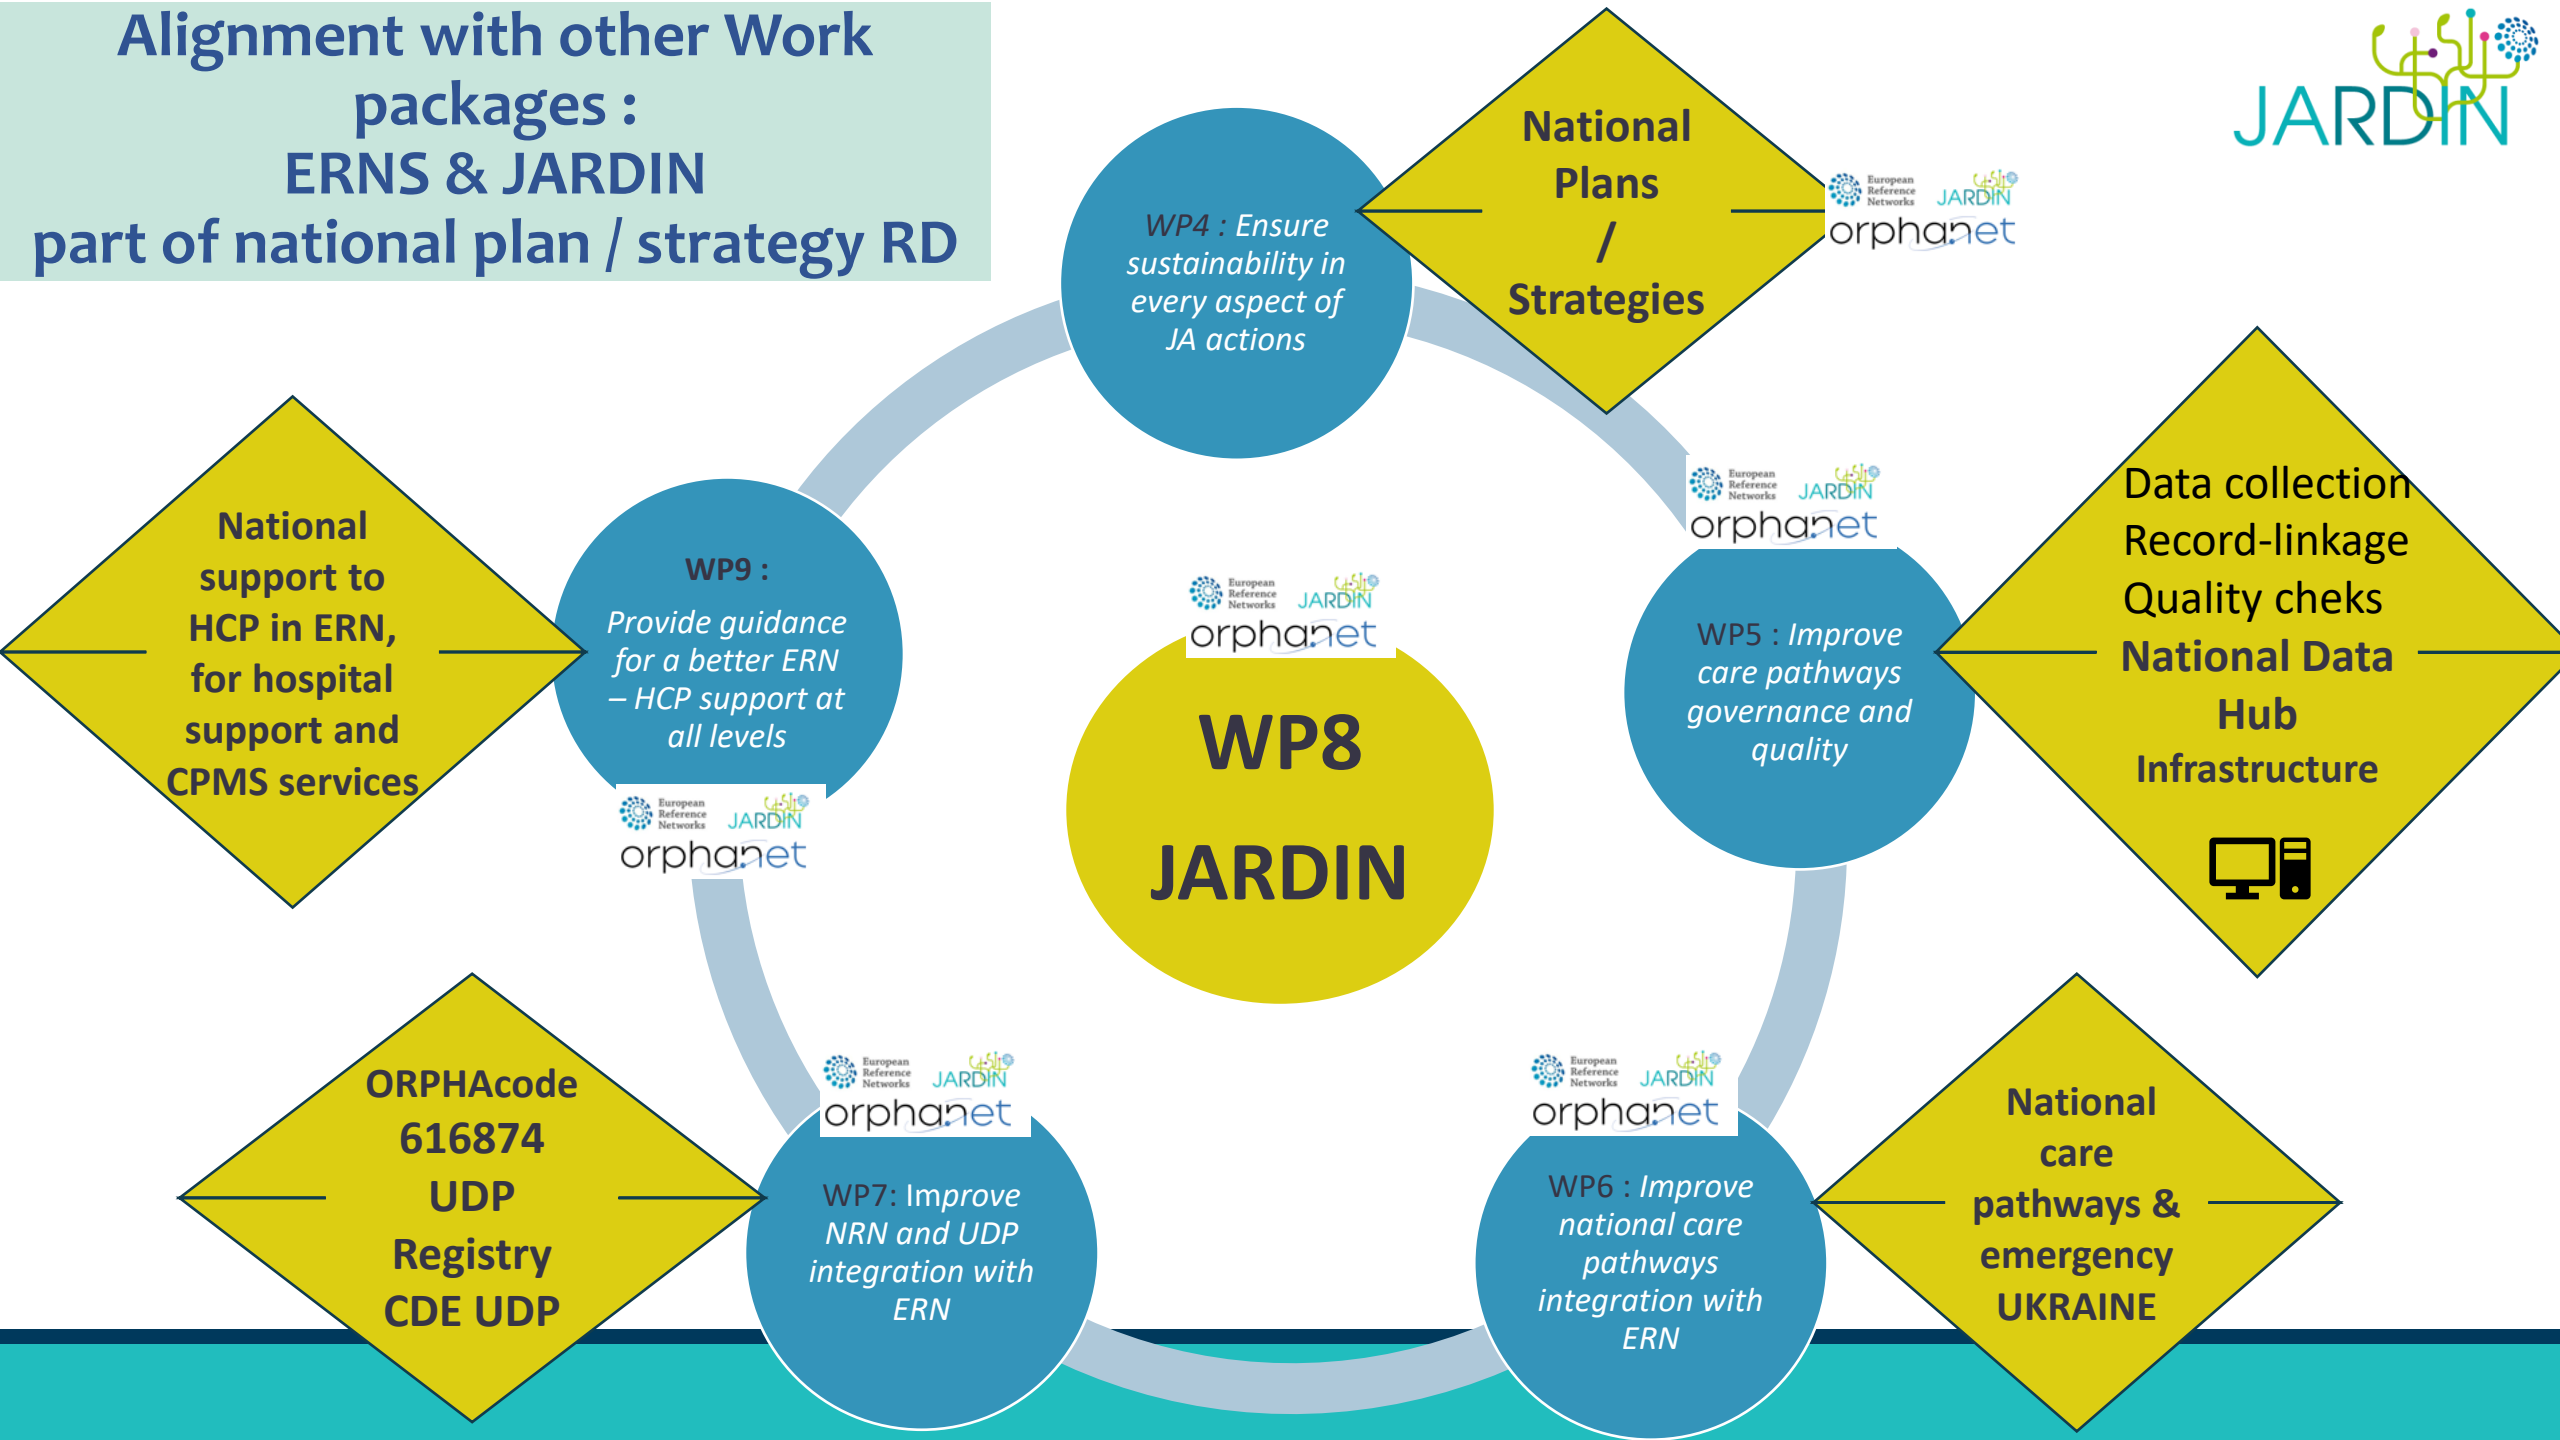 Alignment with other Work
packages :
ERNS & JARDIN
part of national plan / strategy RD
JARDIN
WP4 : Ensure
sustainability in
every aspect of
JA actions
National
Plans
/
Strategies
European
Reference
Networks
JARDIN
orphanet
National
support to
HCP in ERN,
for hospital
support and
CPMS services
WP9 :
Provide guidance
for a better ERN
– HCP support at
all levels
European
Reference
Networks
JARDIN
orphanet
European
Reference
Networks
JARDIN
orphanet
WP8
JARDIN
European
Reference
Networks
JARDIN
orphanet
WP5 : Improve
care pathways
governance and
quality
Data collection
Record-linkage
Quality cheks
National Data
Hub
Infrastructure
ORPHAcode
616874
UDP
Registry
CDE UDP
European
Reference
Networks
JARDIN
orphanet
WP7: Improve
NRN and UDP
integration with
ERN
European
Reference
Networks
JARDIN
orphanet
WP6 : Improve
national care
pathways
integration with
ERN
National
care
pathways &
emergency
UKRAINE